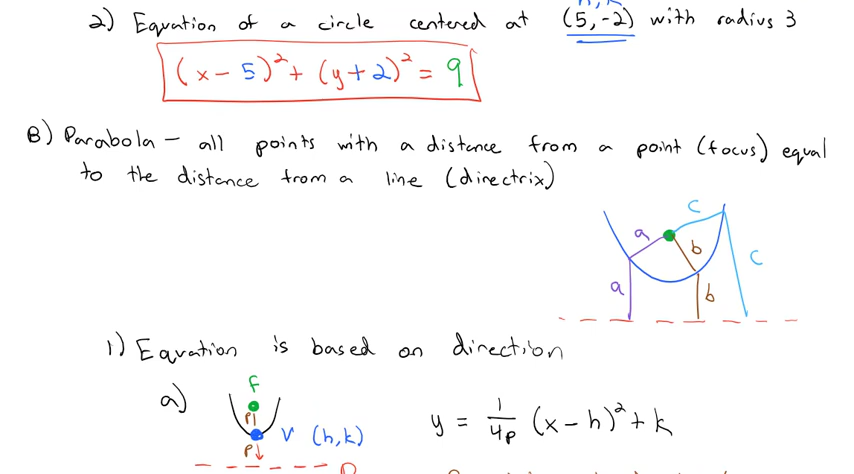 h, k
2) Equation of a circle centered at (5,-2) with radius 3
(x - 5)² + (y + 2)² = 9
B) Parabola - all points with a distance from a point (focus) equal
to the distance from a line (directrix)
c
a
b
c
a
b
1) Equation is based on direction
a)
f
p
V (h,k)
p
D
y = 1/4p (x - h)² + k